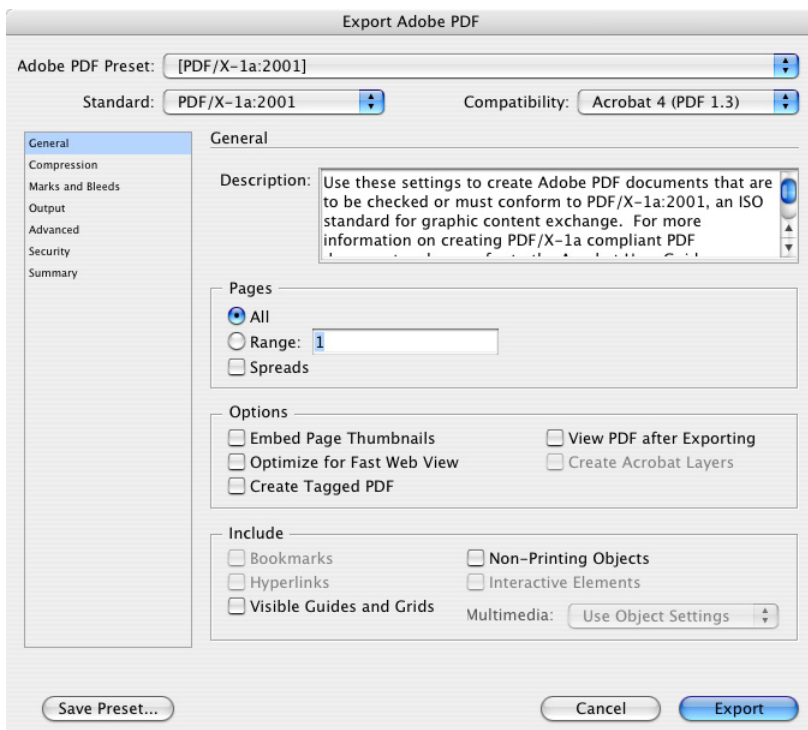 Export Adobe PDF
Adobe PDF Preset: [PDF/X-1a:2001]
Standard: PDF/X-1a:2001 Compatibility: Acrobat 4 (PDF 1.3)
General
Compression
Marks and Bleeds
Output
Advanced
Security
Summary
General
Description: Use these settings to create Adobe PDF documents that are
to be checked or must conform to PDF/X-1a:2001, an ISO
standard for graphic content exchange. For more
information on creating PDF/X-1a compliant PDF
Pages
All
Range: 1
Spreads
Options
Embed Page Thumbnails
Optimize for Fast Web View
Create Tagged PDF
View PDF after Exporting
Create Acrobat Layers
Include
Bookmarks
Hyperlinks
Visible Guides and Grids
Non-Printing Objects
Interactive Elements
Multimedia: Use Object Settings
Save Preset... Cancel Export